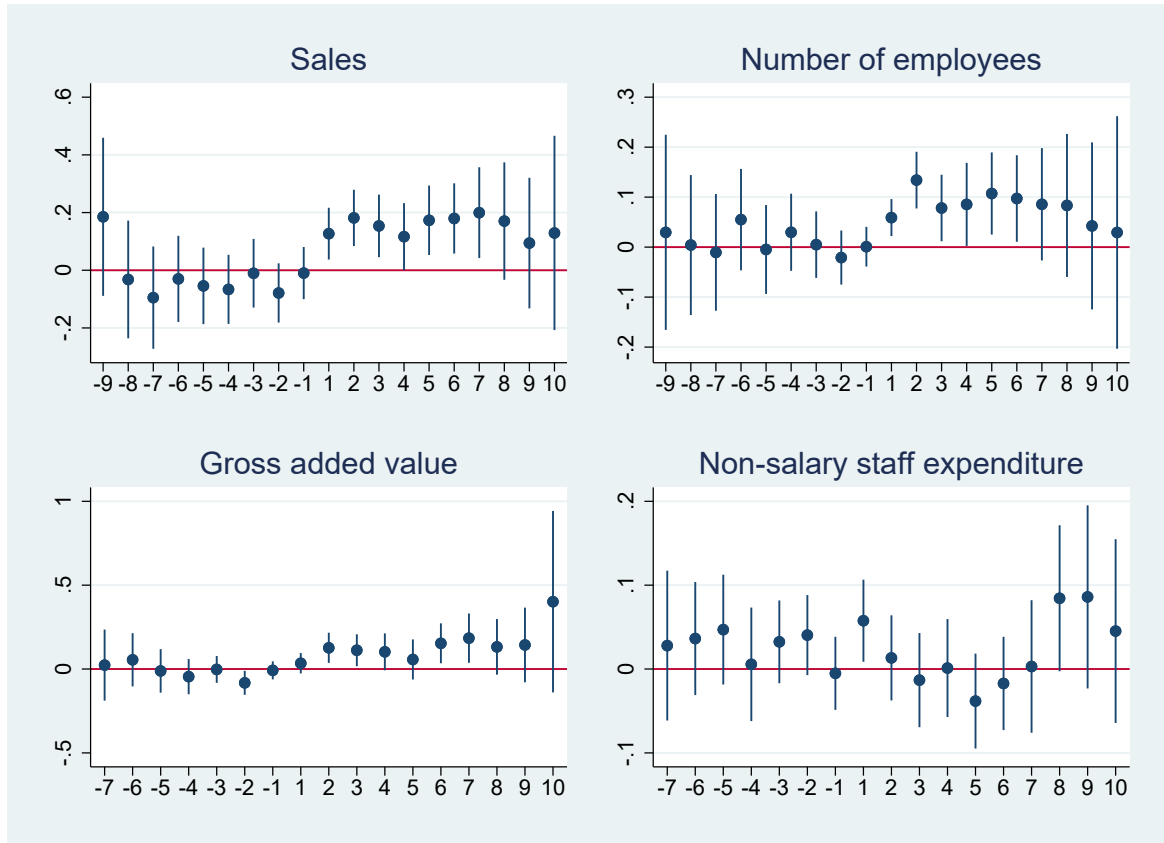 Sales
.6
.4
.2
0
-.2
-9 -8 -7 -6 -5 -4 -3 -2 -1 1 2 3 4 5 6 7 8 9 10
Number of employees
.3
.2
.1
0
-.1
-.2
-9 -8 -7 -6 -5 -4 -3 -2 -1 1 2 3 4 5 6 7 8 9 10
Gross added value
1
.5
0
-.5
-7 -6 -5 -4 -3 -2 -1 1 2 3 4 5 6 7 8 9 10
Non-salary staff expenditure
.2
.1
0
-.1
-7 -6 -5 -4 -3 -2 -1 1 2 3 4 5 6 7 8 9 10